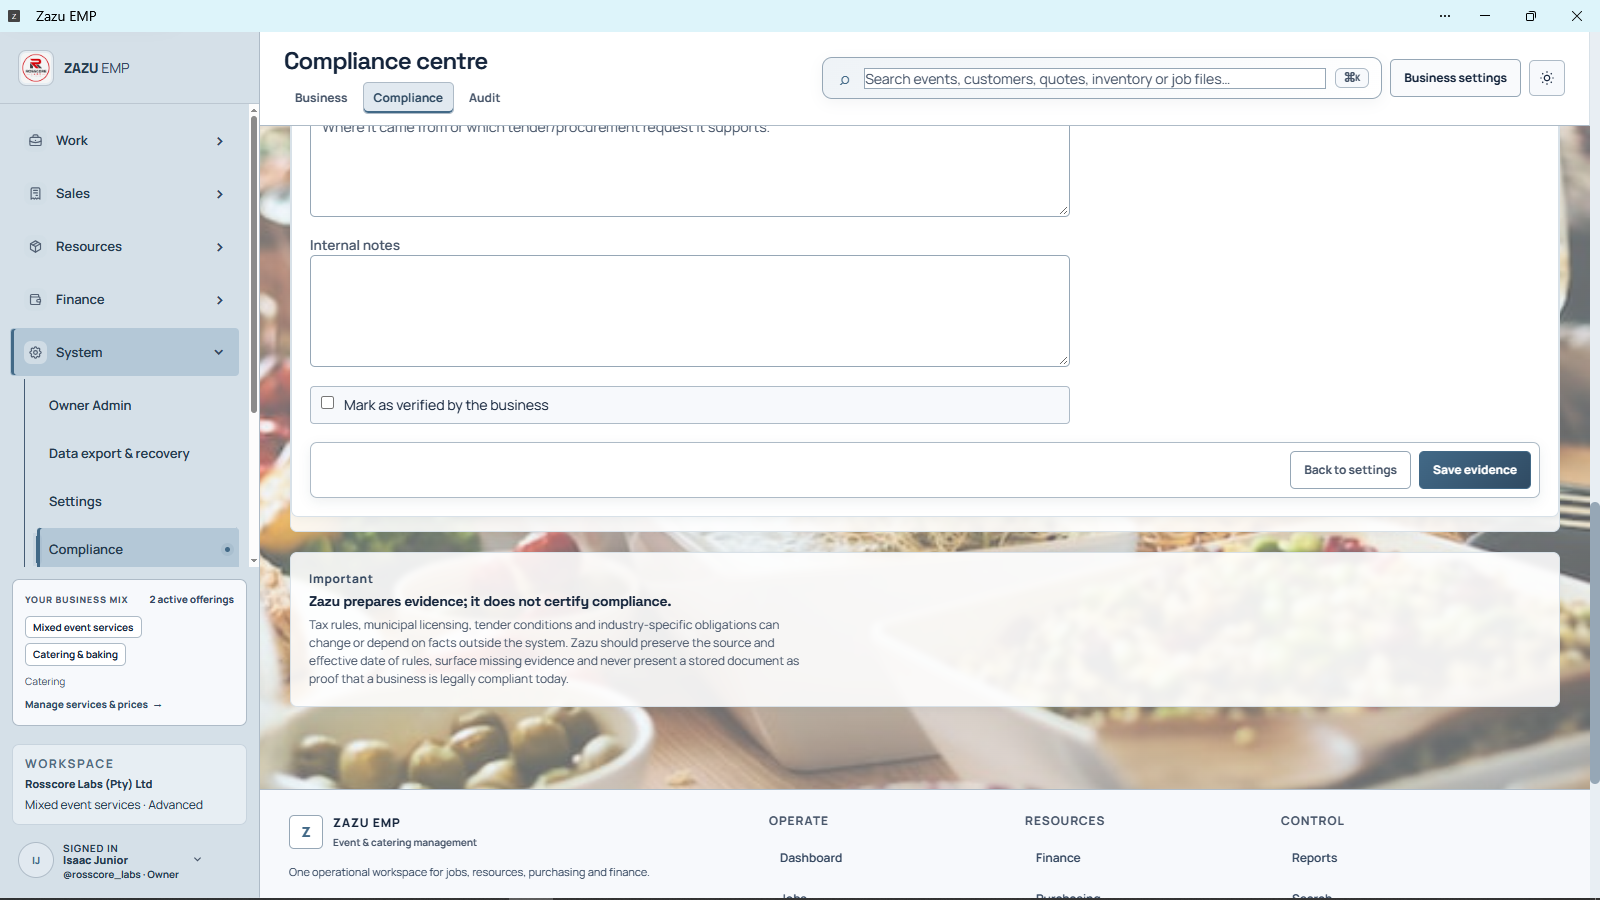 Zazu EMP
ZAZU EMP
Work
Sales
Resources
Finance
System
Owner Admin
Data export & recovery
Settings
Compliance
YOUR BUSINESS MIX 2 active offerings
Mixed event services
Catering & baking
Catering
Manage services & prices →
WORKSPACE
Rosscore Labs (Pty) Ltd
Mixed event services · Advanced
IJ
SIGNED IN
Isaac Junior
@rosscore_labs · Owner
Compliance centre
Business Compliance Audit
Search events, customers, quotes, inventory or job files...
⌘K
Business settings
Where it came from or which tender/procurement request it supports.
Internal notes
Mark as verified by the business
Back to settings
Save evidence
Important
Zazu prepares evidence; it does not certify compliance.
Tax rules, municipal licensing, tender conditions and industry-specific obligations can
change or depend on facts outside the system. Zazu should preserve the source and
effective date of rules, surface missing evidence and never present a stored document as
proof that a business is legally compliant today.
Z
ZAZU EMP
Event & catering management
One operational workspace for jobs, resources, purchasing and finance.
OPERATE
Dashboard
Jobs
RESOURCES
Finance
Purchasing
CONTROL
Reports
Search